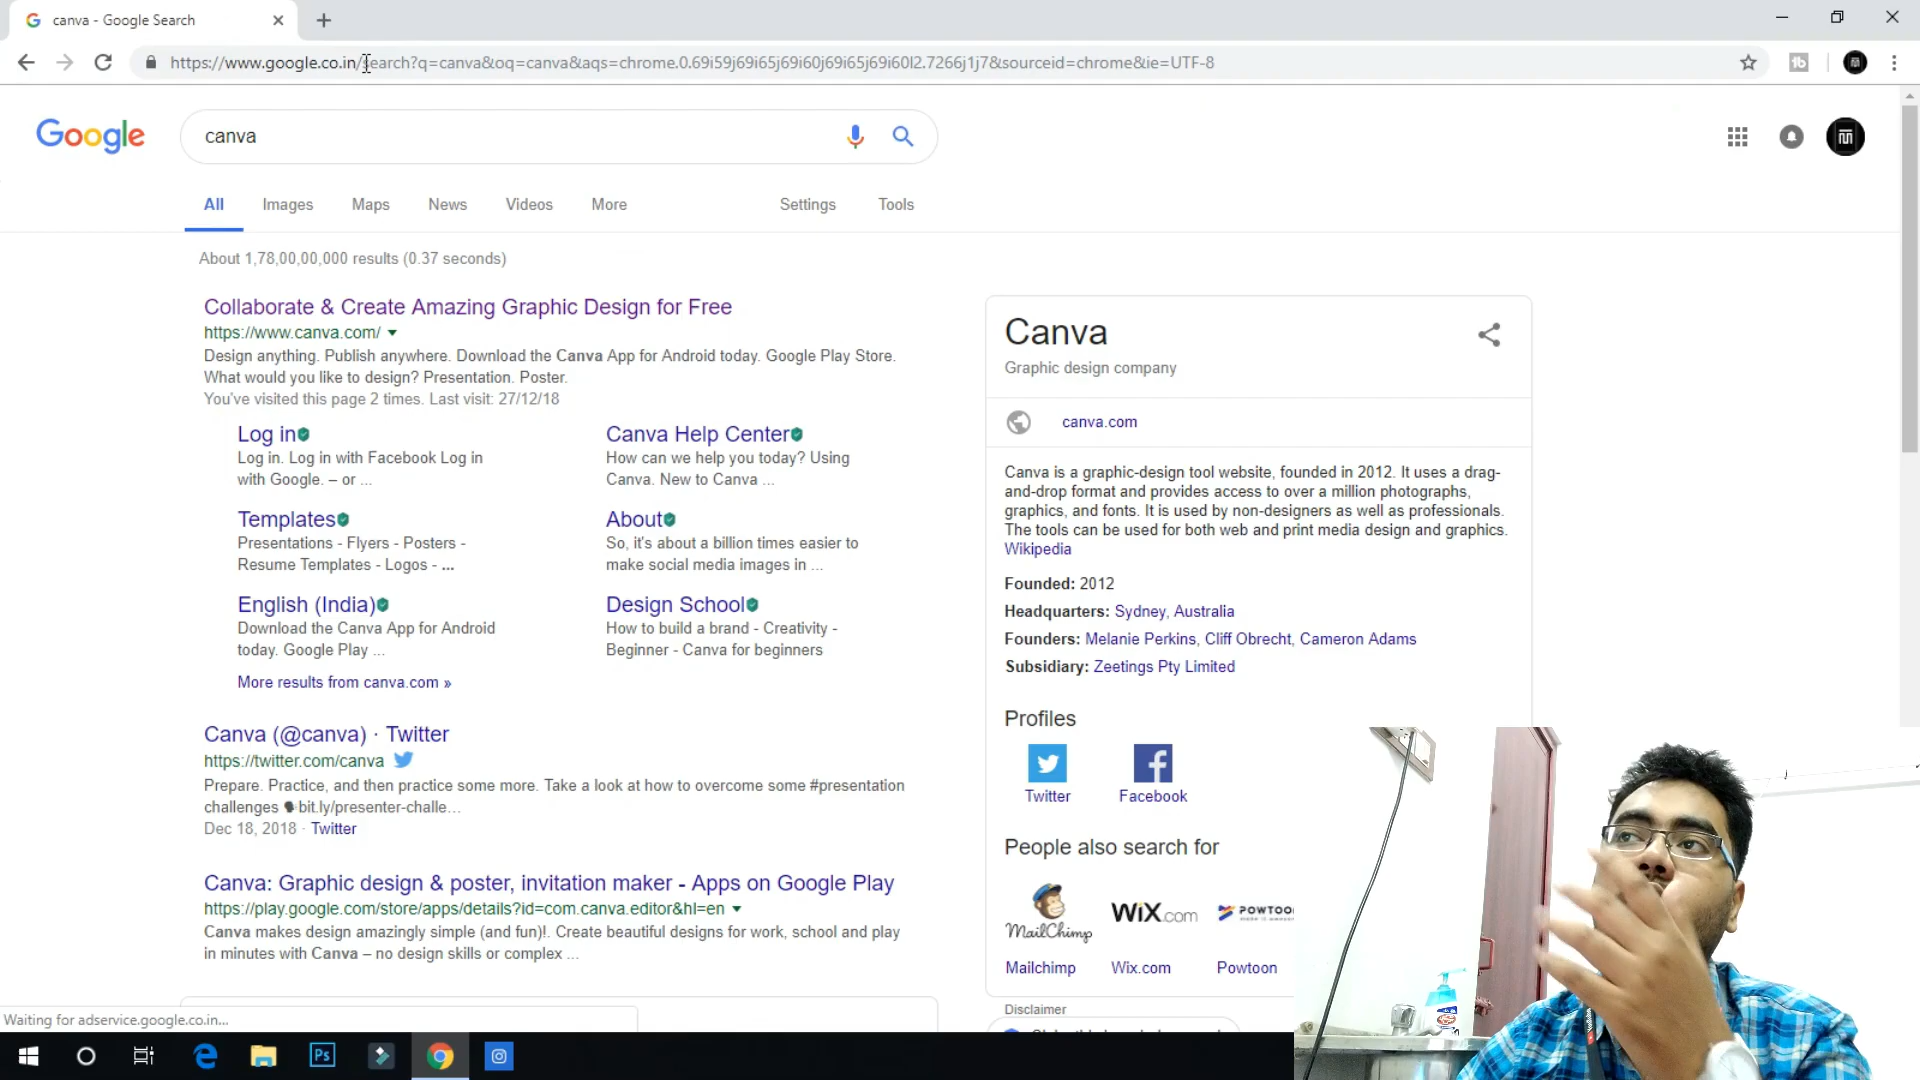 canva - Google Search
https://www.google.co.in/search?q=canva&oq=canva&aqs=chrome.0.69i59j69i65j69i60j69i65j69i60l2.7266j1j7&sourceid=chrome&ie=UTF-8
Google
canva
All Images Maps News Videos More Settings Tools
About 1,78,00,00,000 results (0.37 seconds)
Collaborate & Create Amazing Graphic Design for Free
https://www.canva.com/
Design anything. Publish anywhere. Download the Canva App for Android today. Google Play Store.
What would you like to design? Presentation. Poster.
You've visited this page 2 times. Last visit: 27/12/18
Log in
Log in. Log in with Facebook Log in
with Google. – or ...
Canva Help Center
How can we help you today? Using
Canva. New to Canva ...
Templates
Presentations - Flyers - Posters -
Resume Templates - Logos - ...
About
So, it's about a billion times easier to
make social media images in ...
English (India)
Download the Canva App for Android
today. Google Play ...
Design School
How to build a brand - Creativity -
Beginner - Canva for beginners
More results from canva.com »
Canva (@canva) · Twitter
https://twitter.com/canva
Prepare. Practice, and then practice some more. Take a look at how to overcome some #presentation
challenges bit.ly/presenter-challe…
Dec 18, 2018 · Twitter
Canva: Graphic design & poster, invitation maker - Apps on Google Play
https://play.google.com/store/apps/details?id=com.canva.editor&hl=en
Canva makes design amazingly simple (and fun)!. Create beautiful designs for work, school and play
in minutes with Canva – no design skills or complex ...
Canva
Graphic design company
canva.com
Canva is a graphic-design tool website, founded in 2012. It uses a drag-
and-drop format and provides access to over a million photographs,
graphics, and fonts. It is used by non-designers as well as professionals.
The tools can be used for both web and print media design and graphics.
Wikipedia
Founded: 2012
Headquarters: Sydney, Australia
Founders: Melanie Perkins, Cliff Obrecht, Cameron Adams
Subsidiary: Zeetings Pty Limited
Profiles
Twitter Facebook
People also search for
MailChimp WiX.com POWTOO
Mailchimp Wix.com Powtoon
Disclaimer
Waiting for adservice.google.co.in...
Ps